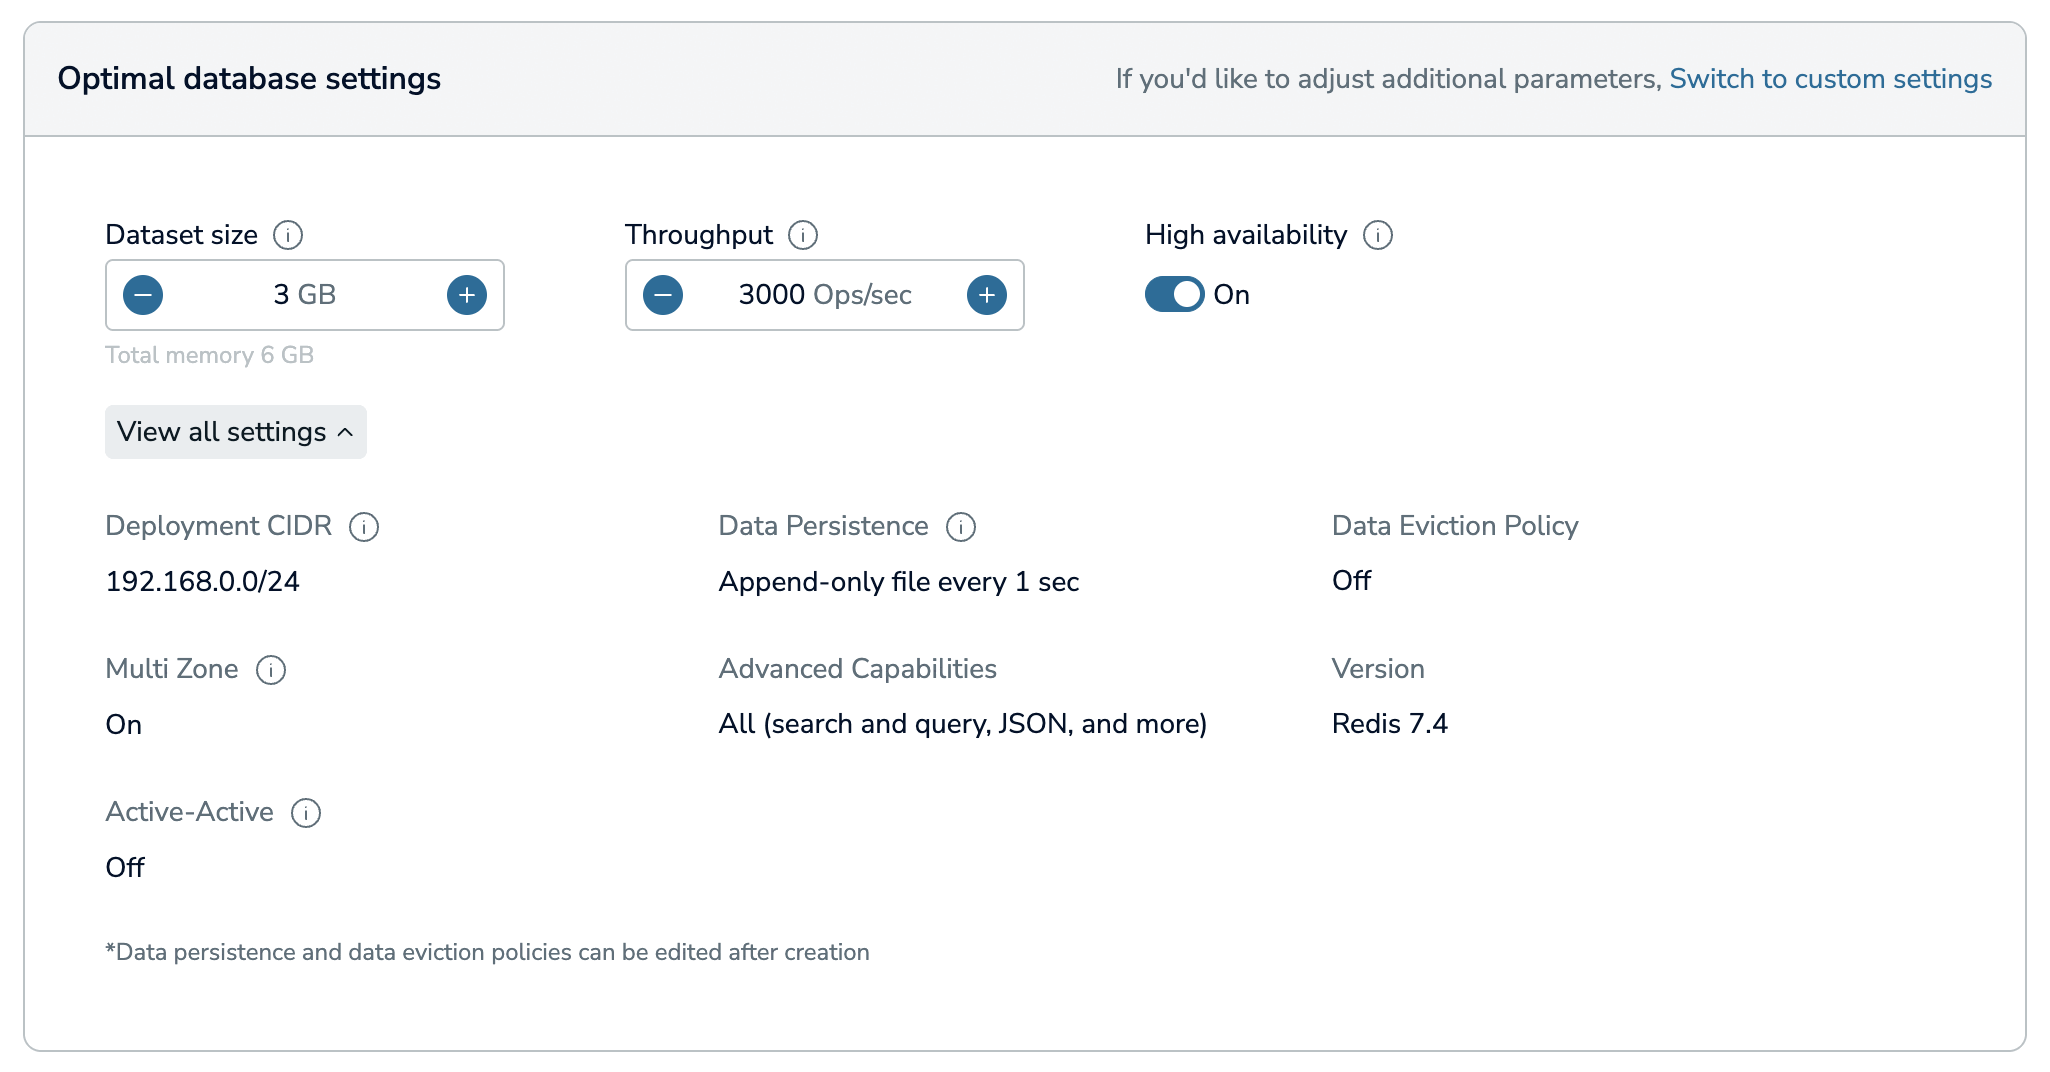 Optimal database settings
If you'd like to adjust additional parameters, Switch to custom settings
Dataset size
Throughput
High availability
3 GB
3000 Ops/sec
On
Total memory 6 GB
View all settings
Deployment CIDR
Data Persistence
Data Eviction Policy
192.168.0.0/24
Append-only file every 1 sec
Off
Multi Zone
Advanced Capabilities
Version
On
All (search and query, JSON, and more)
Redis 7.4
Active-Active
Off
*Data persistence and data eviction policies can be edited after creation